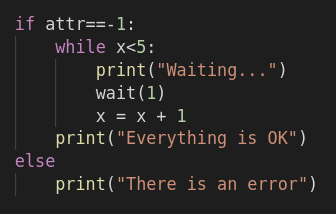 if attr==-1:
    while x<5:
        print("Waiting...")
        wait(1)
        x = x + 1
    print("Everything is OK")
else
    print("There is an error")